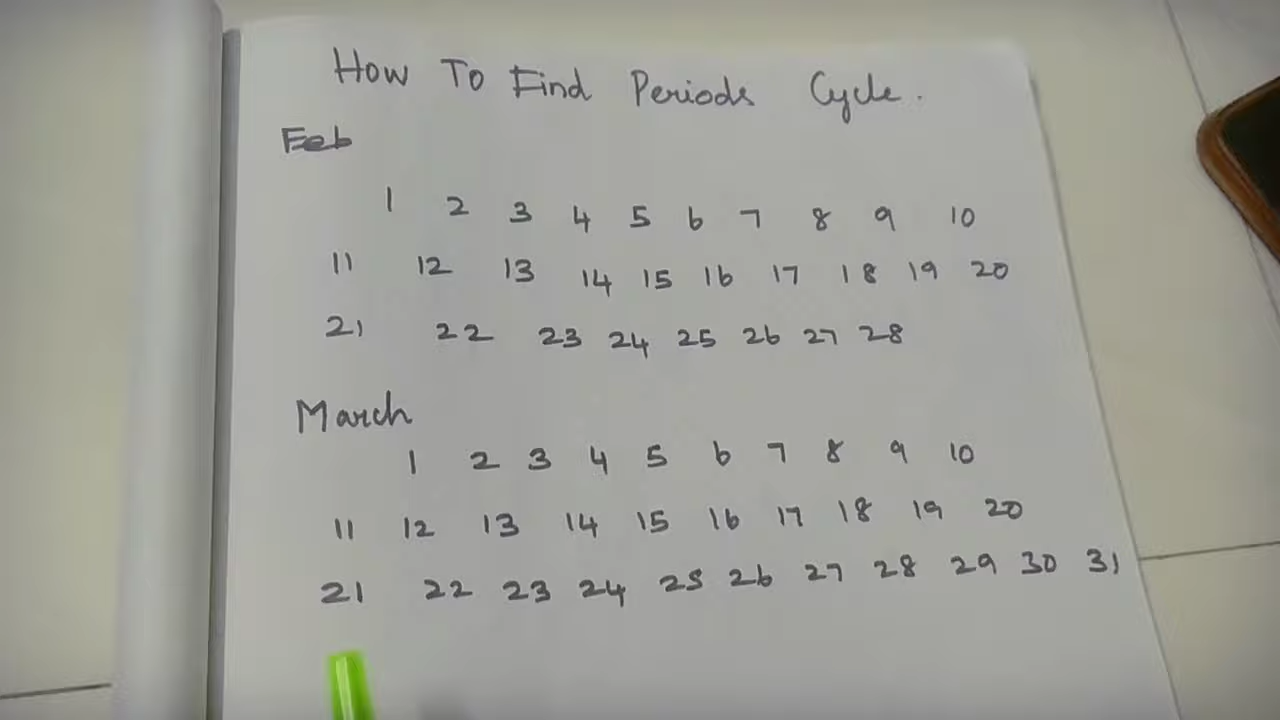 How To Find Periods Cycle.
Feb
1 2 3 4 5 6 7 8 9 10
11 12 13 14 15 16 17 18 19 20
21 22 23 24 25 26 27 28
March
1 2 3 4 5 6 7 8 9 10
11 12 13 14 15 16 17 18 19 20
21 22 23 24 25 26 27 28 29 30 31